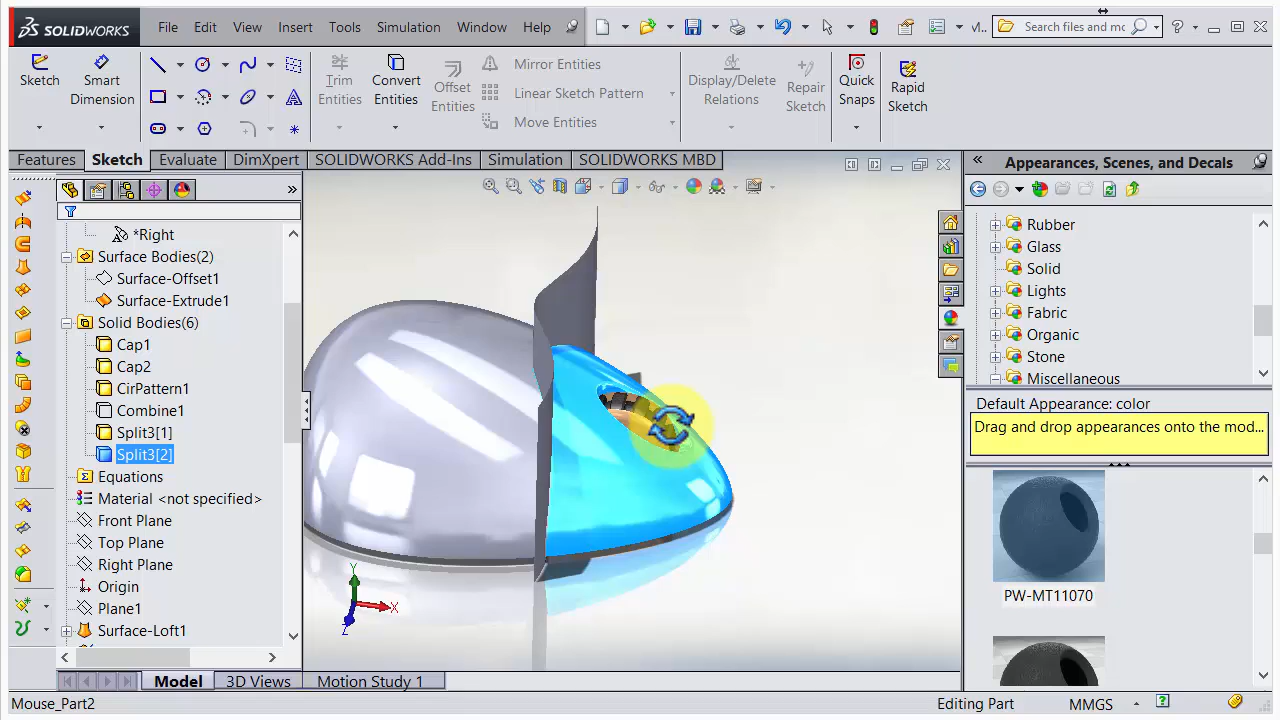 SOLIDWORKS File Edit View Insert Tools Simulation Window Help Search files and mc
Sketch Smart Dimension Trim Entities Convert Entities Offset Entities Mirror Entities Display/Delete Relations Repair Sketch Quick Snaps Rapid Sketch
Linear Sketch Pattern
Move Entities
Features Sketch Evaluate DimXpert SOLIDWORKS Add-Ins Simulation SOLIDWORKS MBD
Appearances, Scenes, and Decals
*Right
Surface Bodies(2)
Surface-Offset1
Surface-Extrude1
Solid Bodies(6)
Cap1
Cap2
CirPattern1
Combine1
Split3[1]
Split3[2]
Equations
Material <not specified>
Front Plane
Top Plane
Right Plane
Origin
Plane1
Surface-Loft1
Y
X
Z
Rubber
Glass
Solid
Lights
Fabric
Organic
Stone
Miscellaneous
Default Appearance: color
Drag and drop appearances onto the mod...
PW-MT11070
Model 3D Views Motion Study 1
Mouse_Part2 Editing Part MMGS